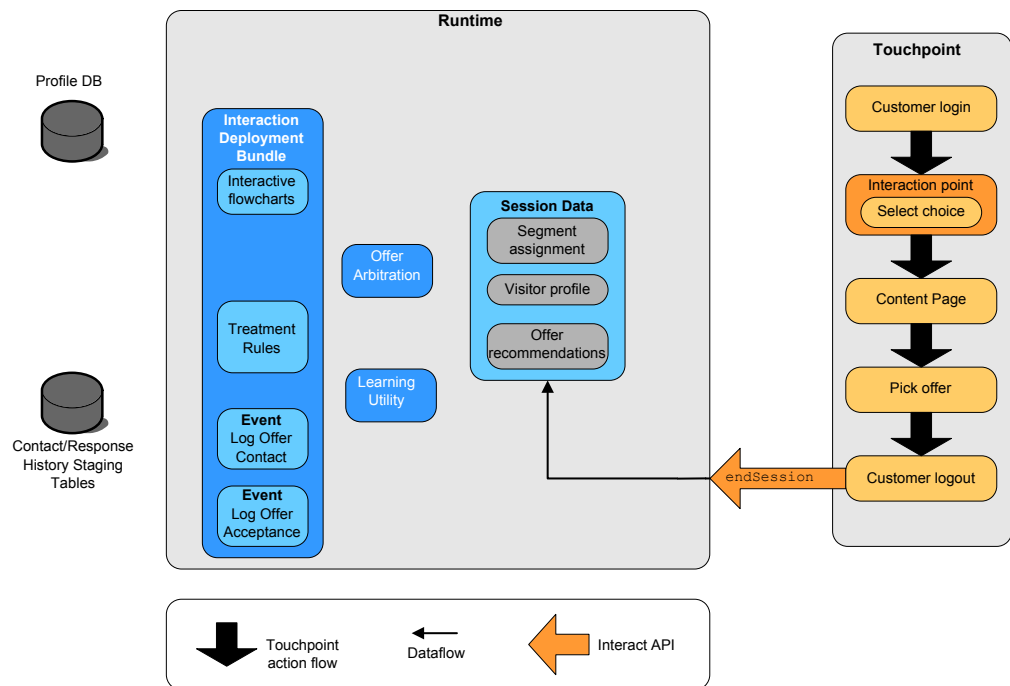 Runtime
Touchpoint
Profile DB
Interaction
Deployment
Bundle
Interactive
flowcharts
Treatment
Rules
Event
Log Offer
Contact
Event
Log Offer
Acceptance
Offer
Arbitration
Learning
Utility
Session Data
Segment
assignment
Visitor profile
Offer
recommendations
Customer login
Interaction point
Select choice
Content Page
Pick offer
Customer logout
endSession
Contact/Response
History Staging
Tables
Touchpoint
action flow
Dataflow
Interact API